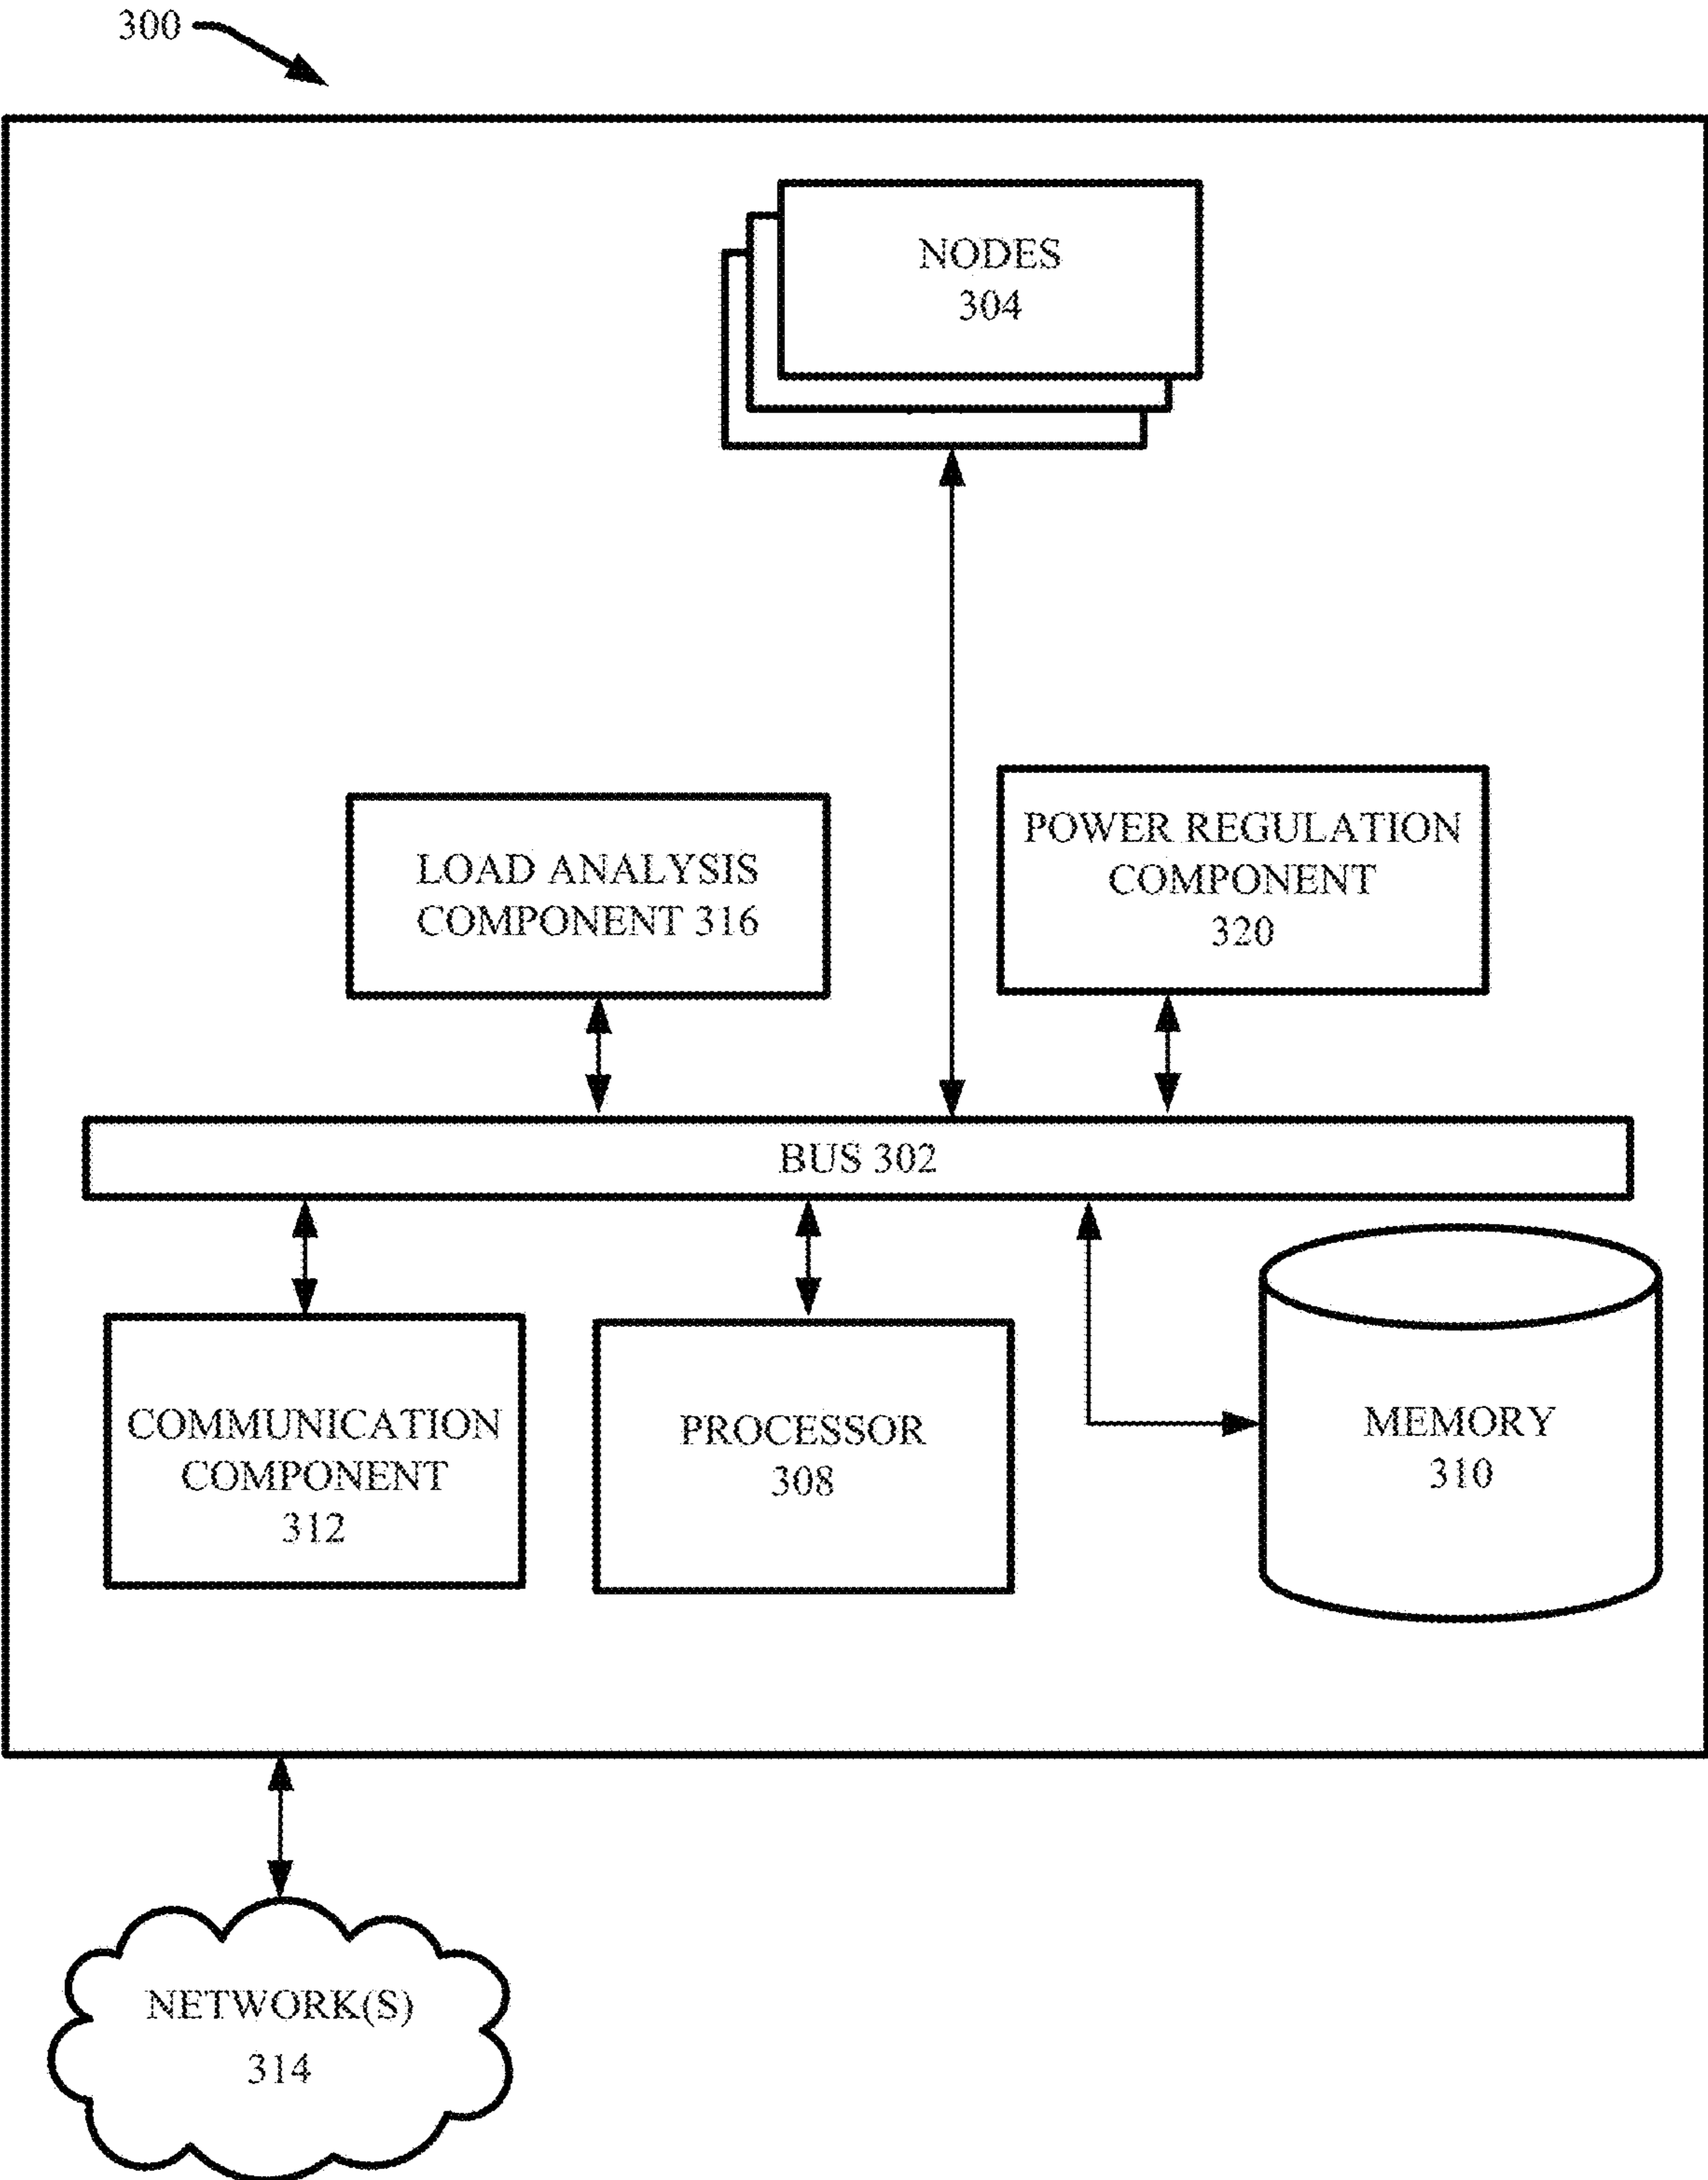 300
NODES
304
LOAD ANALYSIS
COMPONENT 316
POWER REGULATION
COMPONENT
320
BUS 302
COMMUNICATION
COMPONENT
312
PROCESSOR
308
MEMORY
310
NETWORK(S)
314